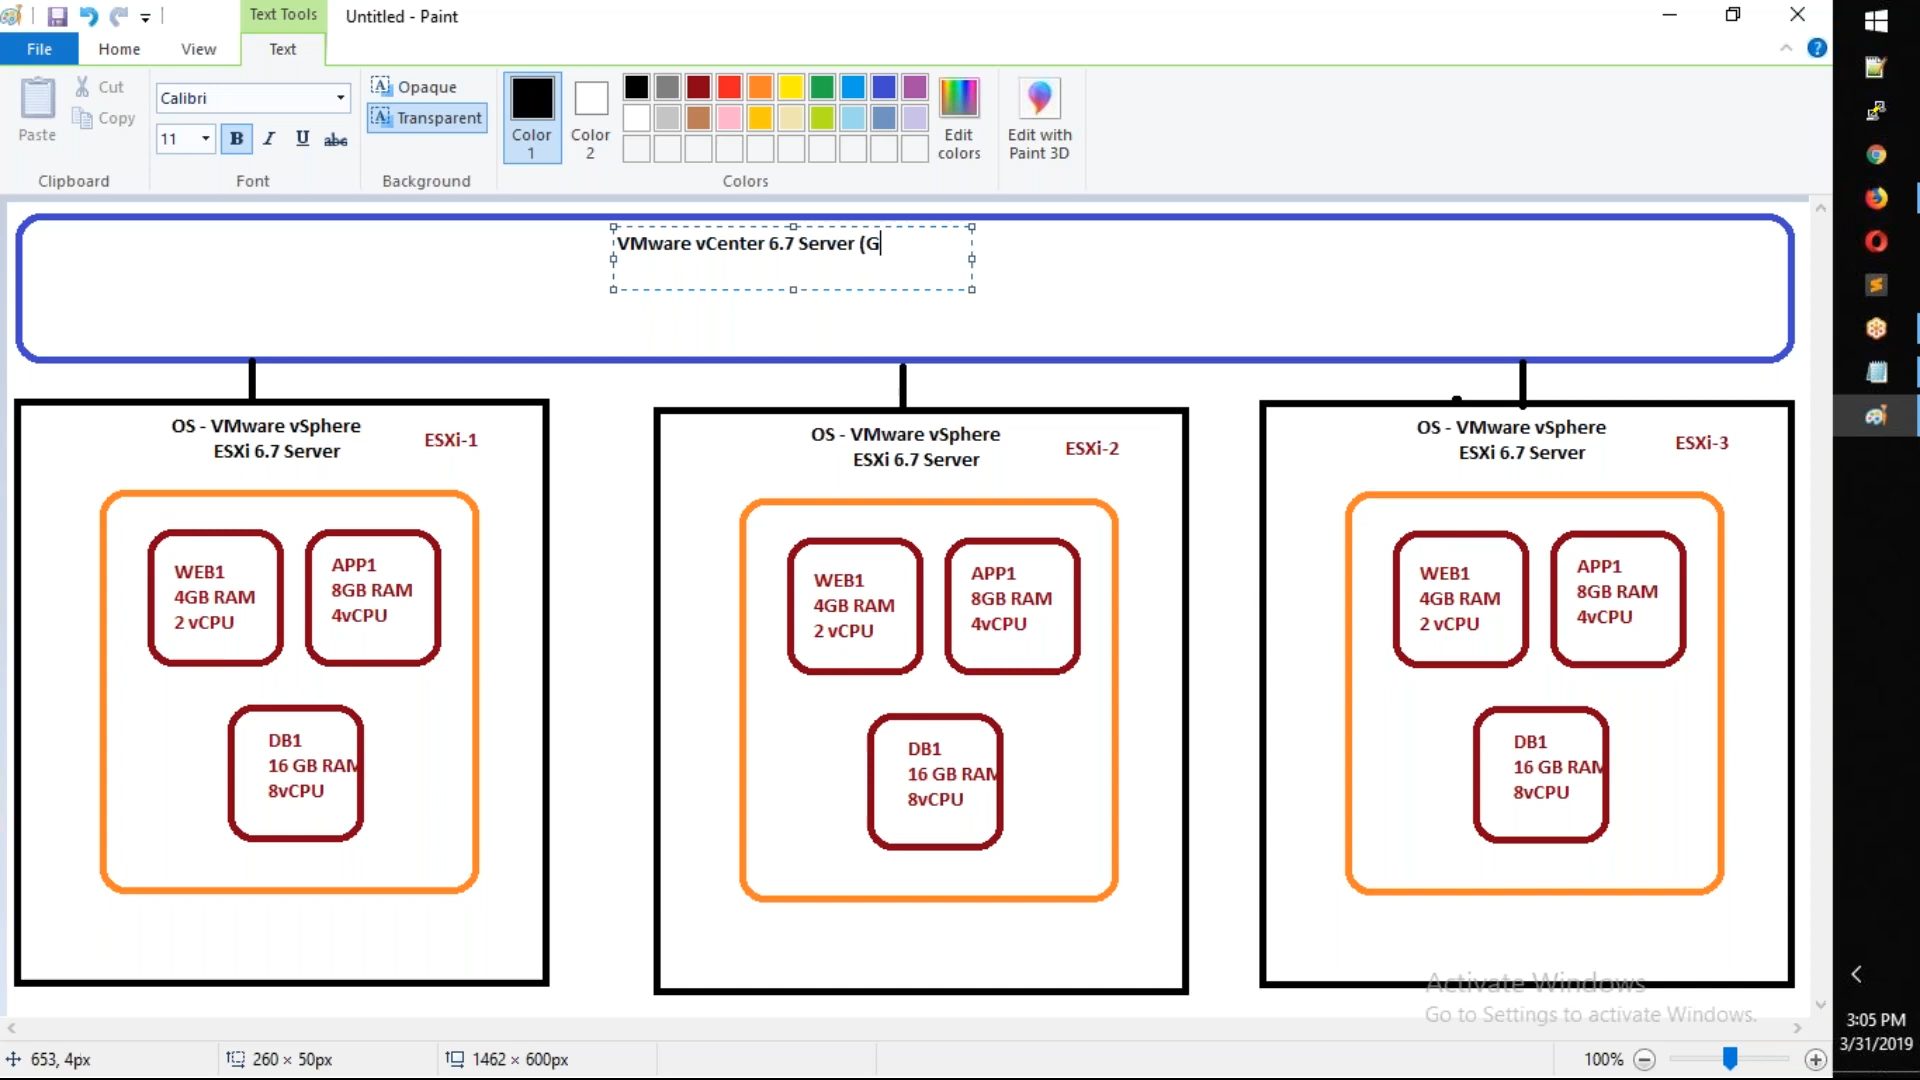 Text Tools
Untitled - Paint
File
Home
View
Text
Paste
Cut
Copy
Clipboard
Calibri
11
B
I
U
abc
Font
Opaque
Transparent
Background
Color
1
Color
2
Edit
colors
Edit with
Paint 3D
Colors
VMware vCenter 6.7 Server (G
OS - VMware vSphere
ESXi 6.7 Server
ESXi-1
WEB1
4GB RAM
2 vCPU
APP1
8GB RAM
4vCPU
DB1
16 GB RAM
8vCPU
OS - VMware vSphere
ESXi 6.7 Server
ESXi-2
WEB1
4GB RAM
2 vCPU
APP1
8GB RAM
4vCPU
DB1
16 GB RAM
8vCPU
OS - VMware vSphere
ESXi 6.7 Server
ESXi-3
WEB1
4GB RAM
2 vCPU
APP1
8GB RAM
4vCPU
DB1
16 GB RAM
8vCPU
Activate Windows
Go to Settings to activate Windows.
653, 4px
260 × 50px
1462 × 600px
100%
3:05 PM
3/31/2019